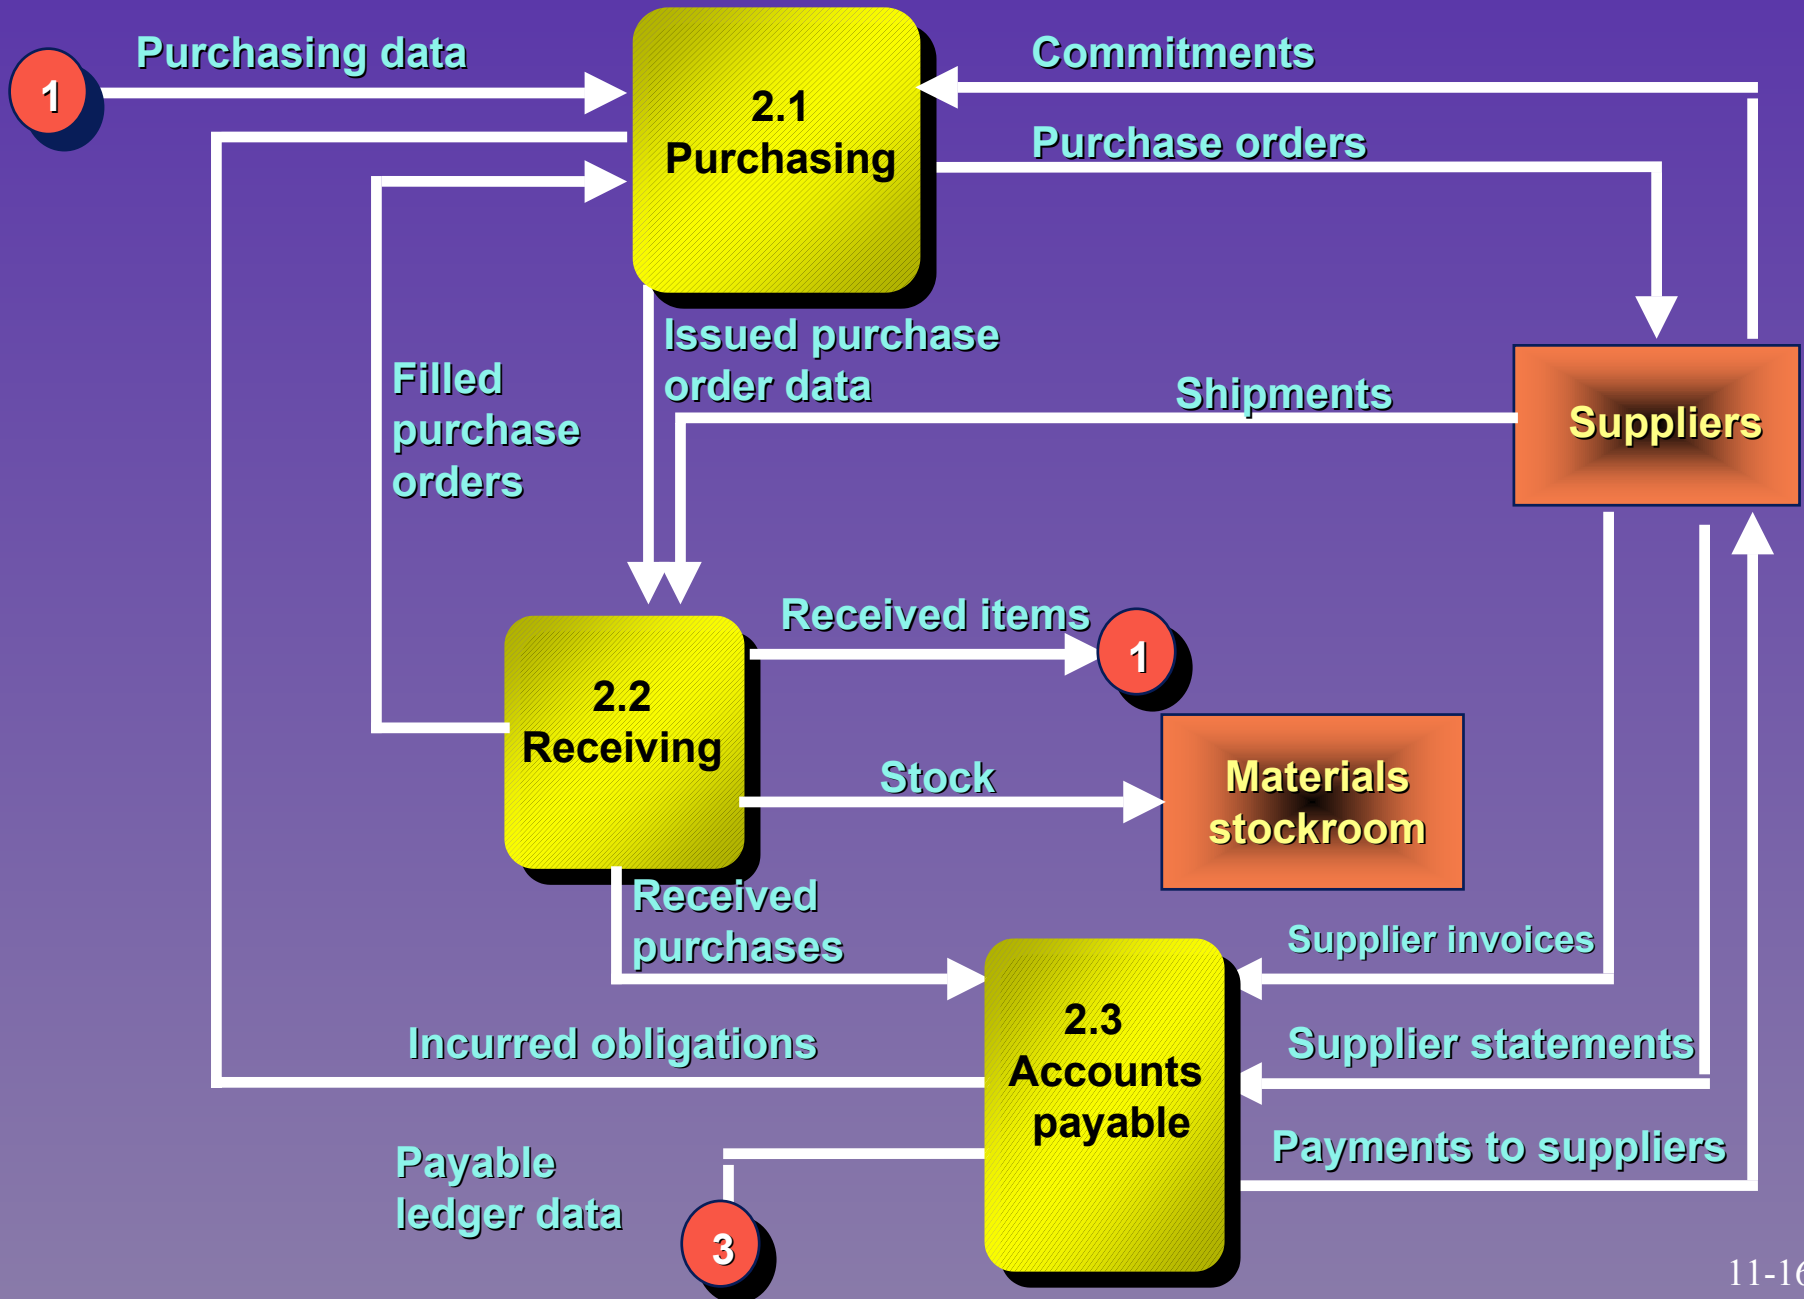 Purchasing data
Commitments
1
2.1
Purchasing
Purchase orders
Issued purchase
order data
Filled
purchase
orders
Shipments
Suppliers
Received items
1
2.2
Receiving
Stock
Materials
stockroom
Received
purchases
Supplier invoices
2.3
Accounts
payable
Incurred obligations
Supplier statements
Payable
ledger data
Payments to suppliers
3
11-16